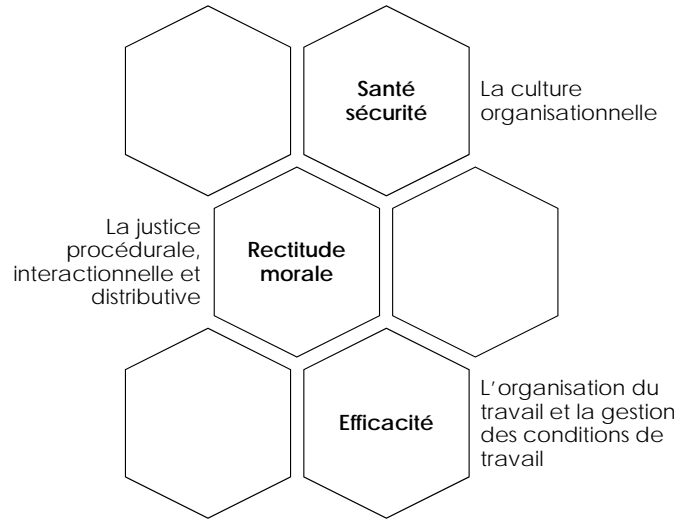 Santé
sécurité
La culture
organisationnelle
La justice
procédurale,
interactionnelle et
distributive
Rectitude
morale
Efficacité
L’organisation du
travail et la gestion
des conditions de
travail